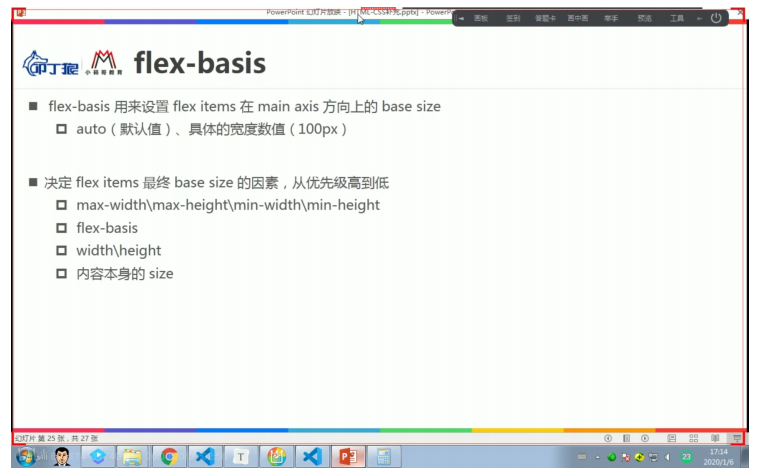 PowerPoint 幻灯片放映 - [HTML-CSS补充.pptx] - PowerP
画板 签到 答题卡 画中画 举手 预览 工具
叩丁狼 小码哥教育 flex-basis
■ flex-basis 用来设置 flex items 在 main axis 方向上的 base size
auto（默认值）、具体的宽度数值（100px）
■ 决定 flex items 最终 base size 的因素，从优先级高到低
max-width\max-height\min-width\min-height
flex-basis
width\height
内容本身的 size
幻灯片 第 25 张，共 27 张
T 23 17:14
2020/1/6